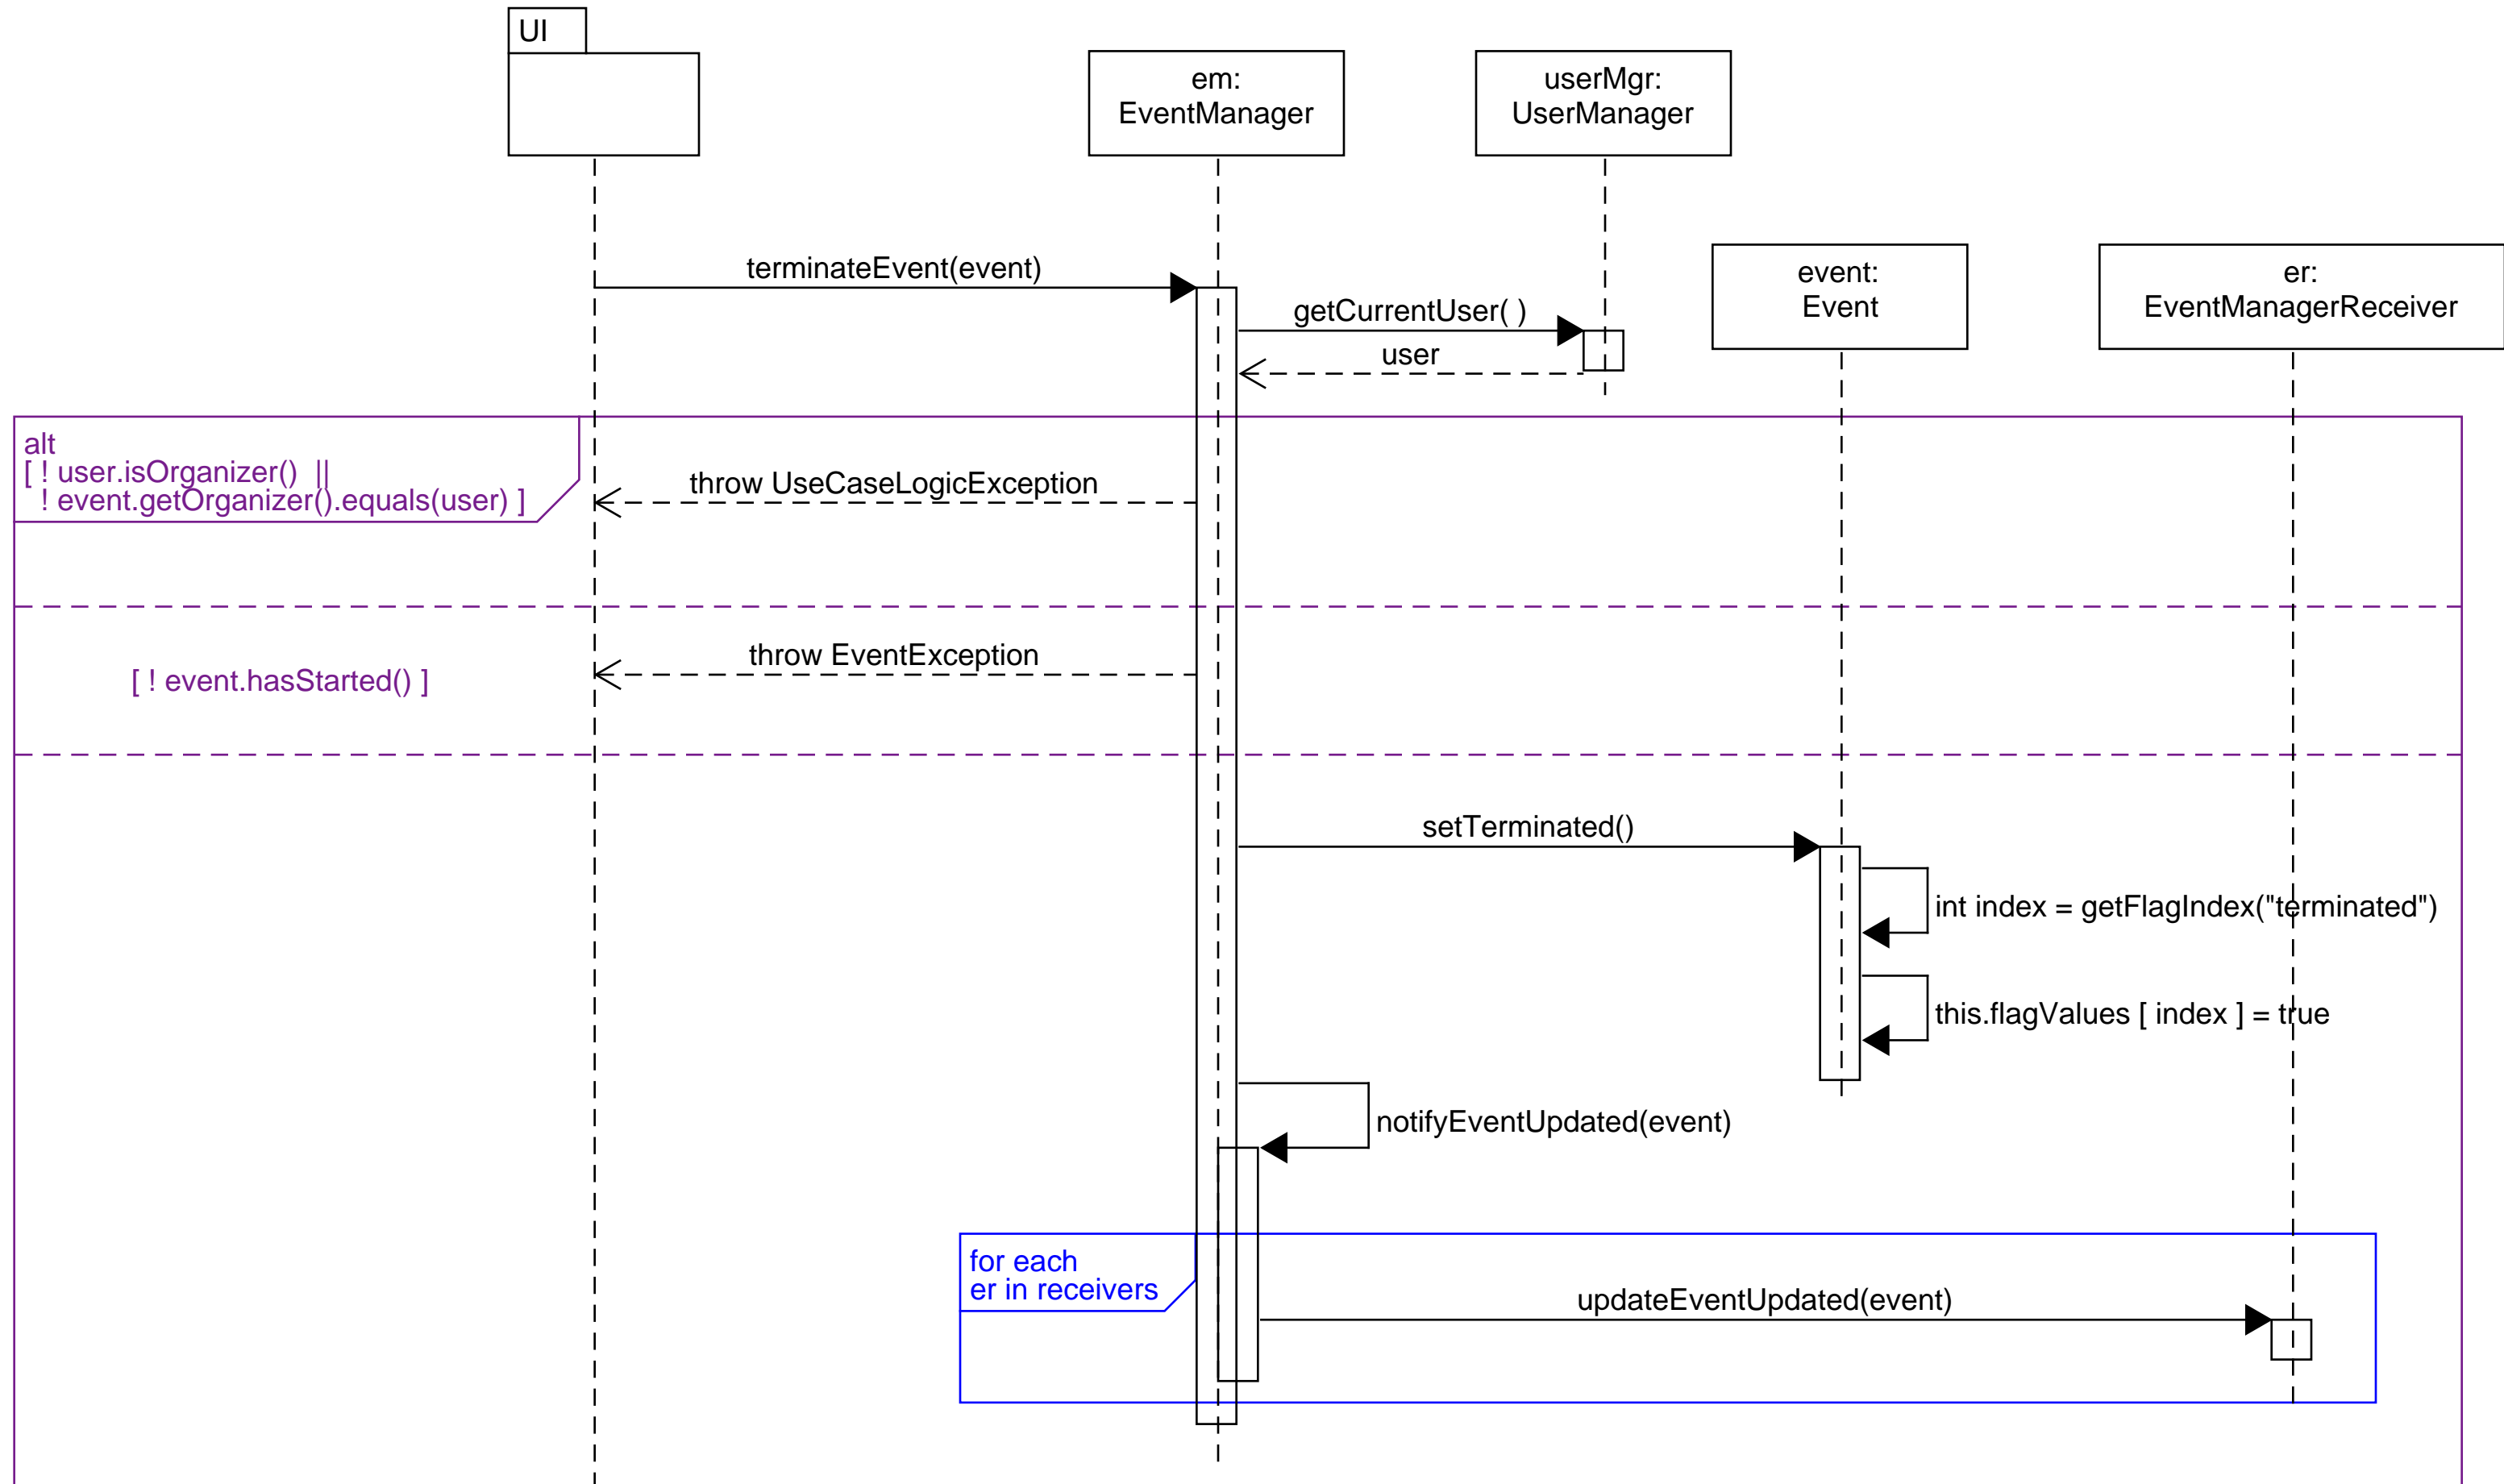 UI
em:
EventManager
userMgr:
UserManager
event:
Event
er:
EventManagerReceiver
terminateEvent(event)
getCurrentUser( )
user
alt
[ ! user.isOrganizer()  ||
! event.getOrganizer().equals(user) ]
throw UseCaseLogicException
throw EventException
[ ! event.hasStarted() ]
setTerminated()
int index = getFlagIndex("terminated")
this.flagValues [ index ] = true
notifyEventUpdated(event)
for each
er in receivers
updateEventUpdated(event)